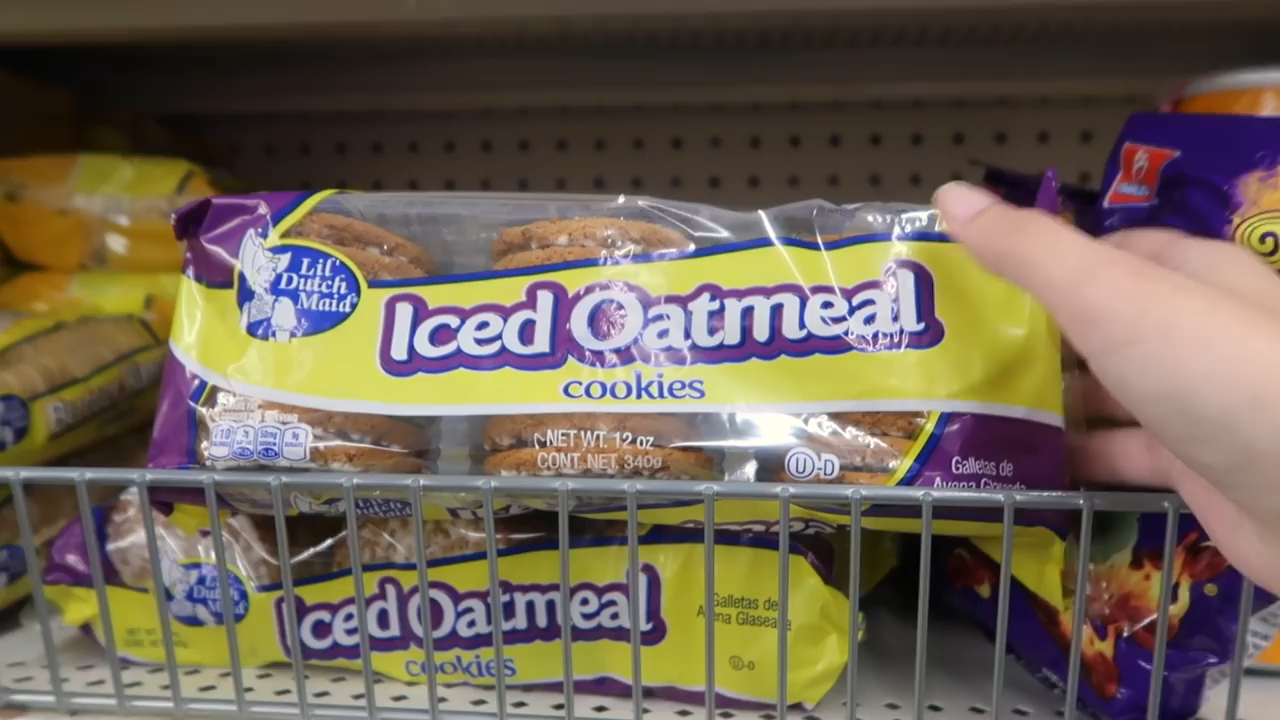 Lil'
Dutch
Maid
Iced Oatmeal
cookies
110
NET WT. 12 oz
CONT. NET. 340g
U-D
Galletas de
Avena Glaseada
Lil'
Dutch
Maid
Iced Oatmeal
cookies
Galletas de
Avena Glaseada
U-D